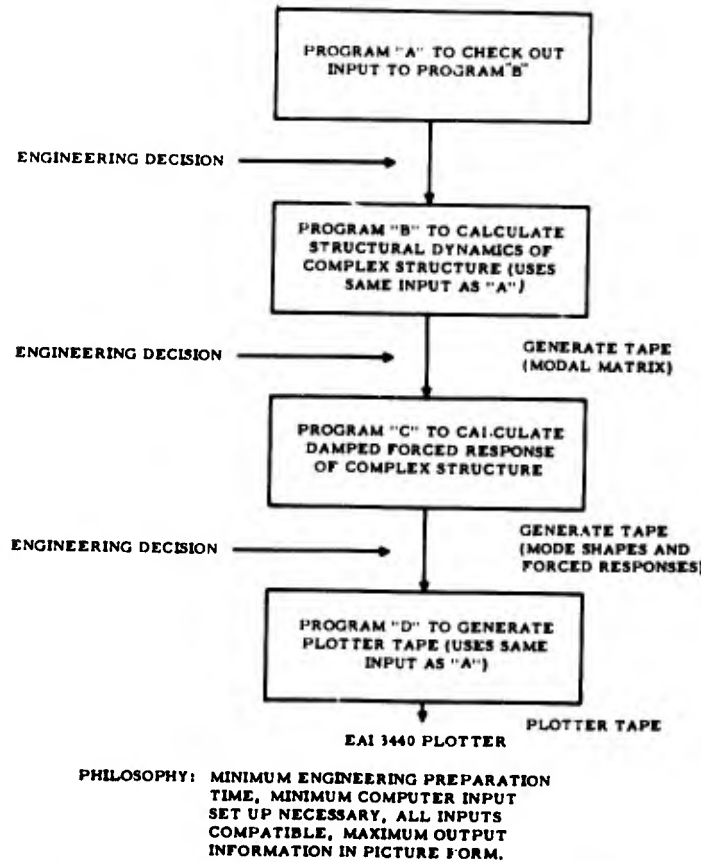 PROGRAM "A" TO CHECK OUT
INPUT TO PROGRAM "B"
ENGINEERING DECISION
PROGRAM "B" TO CALCULATE
STRUCTURAL DYNAMICS OF
COMPLEX STRUCTURE (USES
SAME INPUT AS "A")
ENGINEERING DECISION
GENERATE TAPE
(MODAL MATRIX)
PROGRAM "C" TO CALCULATE
DAMPED FORCED RESPONSE
OF COMPLEX STRUCTURE
ENGINEERING DECISION
GENERATE TAPE
(MODE SHAPES AND
FORCED RESPONSES)
PROGRAM "D" TO GENERATE
PLOTTER TAPE (USES SAME
INPUT AS "A")
PLOTTER TAPE
EAI 3440 PLOTTER
PHILOSOPHY: MINIMUM ENGINEERING PREPARATION
TIME, MINIMUM COMPUTER INPUT
SET UP NECESSARY, ALL INPUTS
COMPATIBLE, MAXIMUM OUTPUT
INFORMATION IN PICTURE FORM.